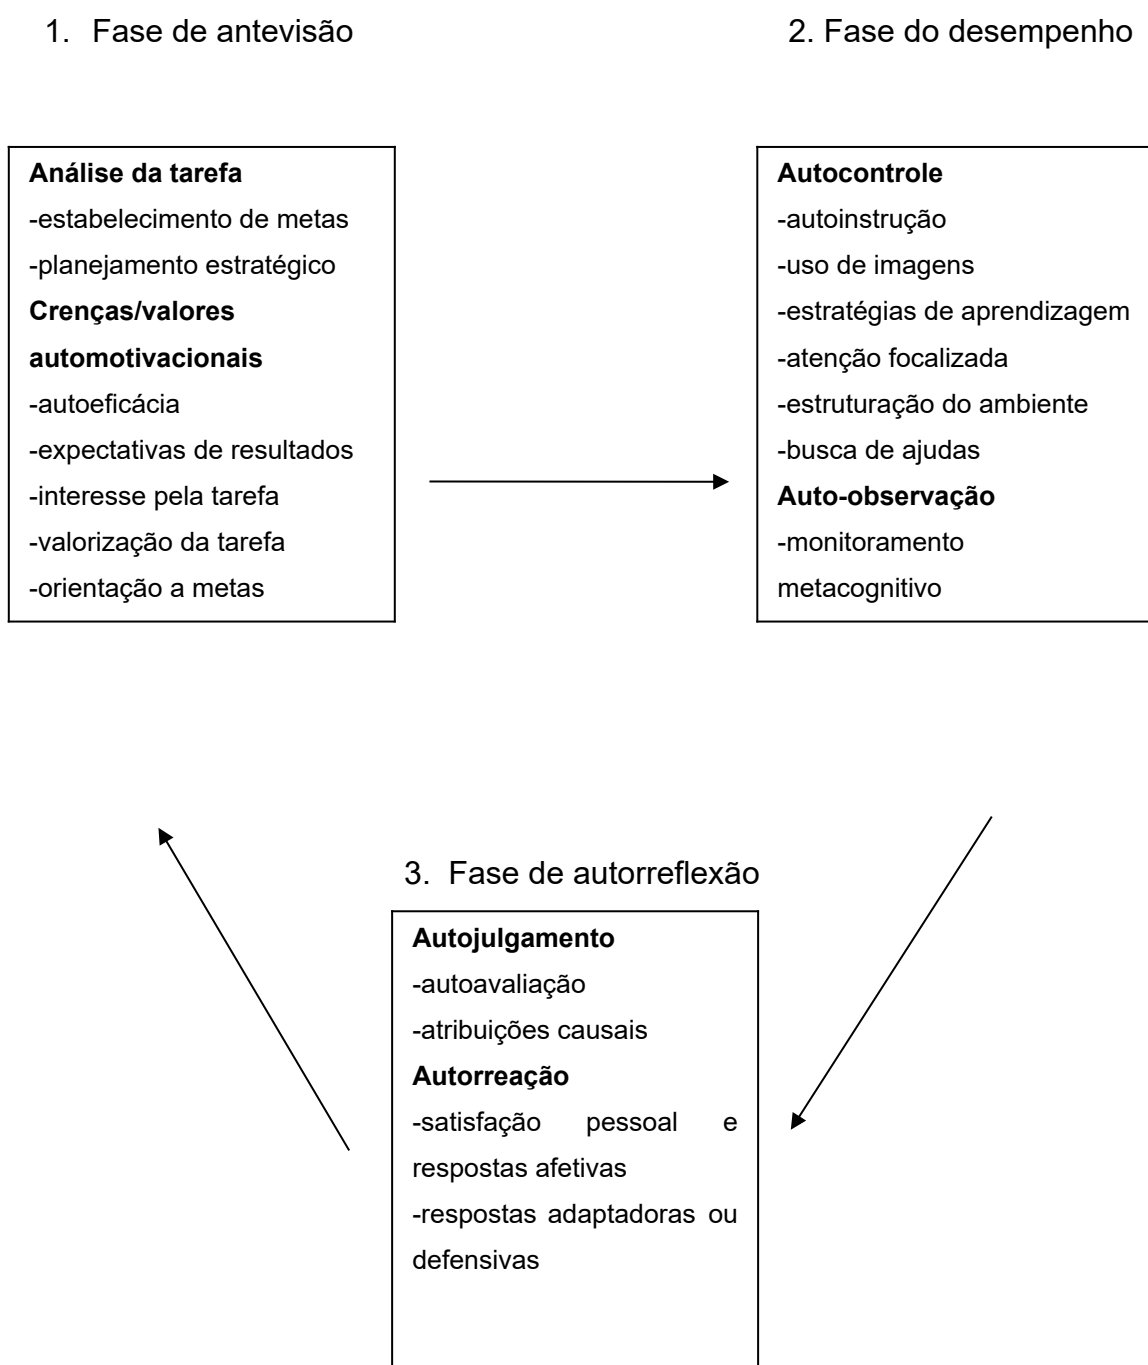 1. Fase de antevisão
2. Fase do desempenho
Análise da tarefa
-estabelecimento de metas
-planejamento estratégico
Crenças/valores
automotivacionais
-autoeficácia
-expectativas de resultados
-interesse pela tarefa
-valorização da tarefa
-orientação a metas
Autocontrole
-autoinstrução
-uso de imagens
-estratégias de aprendizagem
-atenção focalizada
-estruturação do ambiente
-busca de ajudas
Auto-observação
-monitoramento
metacognitivo
3. Fase de autorreflexão
Autojulgamento
-autoavaliação
-atribuições causais
Autorreação
-satisfação pessoal e
respostas afetivas
-respostas adaptadoras ou
defensivas